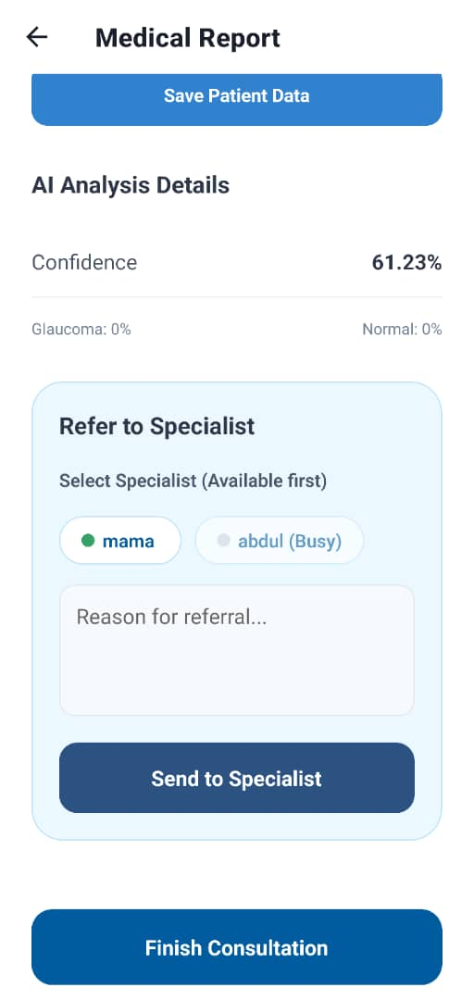 Medical Report
Save Patient Data
AI Analysis Details
Confidence 61.23%
Glaucoma: 0% Normal: 0%
Refer to Specialist
Select Specialist (Available first)
mama abdul (Busy)
Reason for referral...
Send to Specialist
Finish Consultation